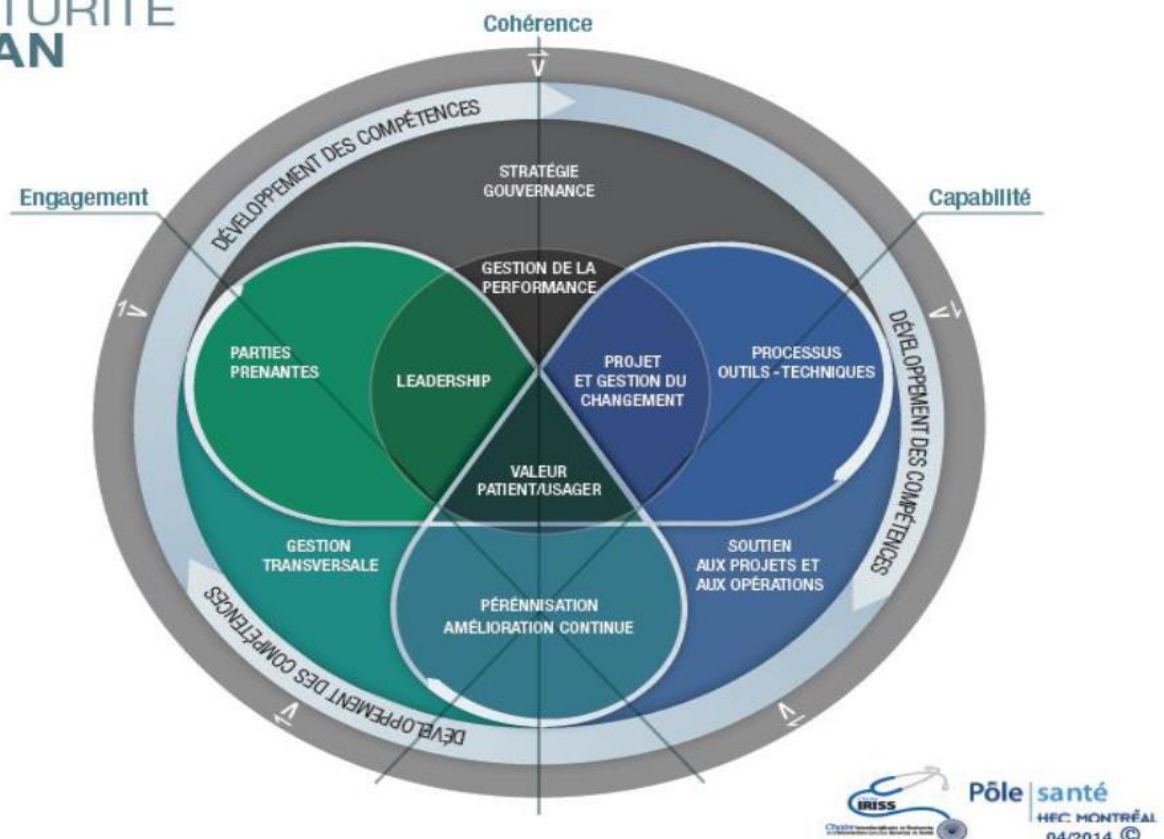 TURITÉ
AN
Cohérence
Engagement
Capabilité
DÉVELOPPEMENT DES COMPÉTENCES
STRATÉGIE
GOUVERNANCE
GESTION DE LA
PERFORMANCE
PARTIES
PRENANTES
LEADERSHIP
PROJET
ET GESTION DU
CHANGEMENT
PROCESSUS
OUTILS - TECHNIQUES
DÉVELOPPEMENT DES COMPÉTENCES
VALEUR
PATIENT/USAGER
GESTION
TRANSVERSALE
SOUTIEN
AUX PROJETS ET
AUX OPÉRATIONS
PÉRÉNNISATION
AMÉLIORATION CONTINUE
DÉVELOPPEMENT DES COMPÉTENCES
IRISS
Pôle santé
HEC MONTRÉAL
04/2014 ©